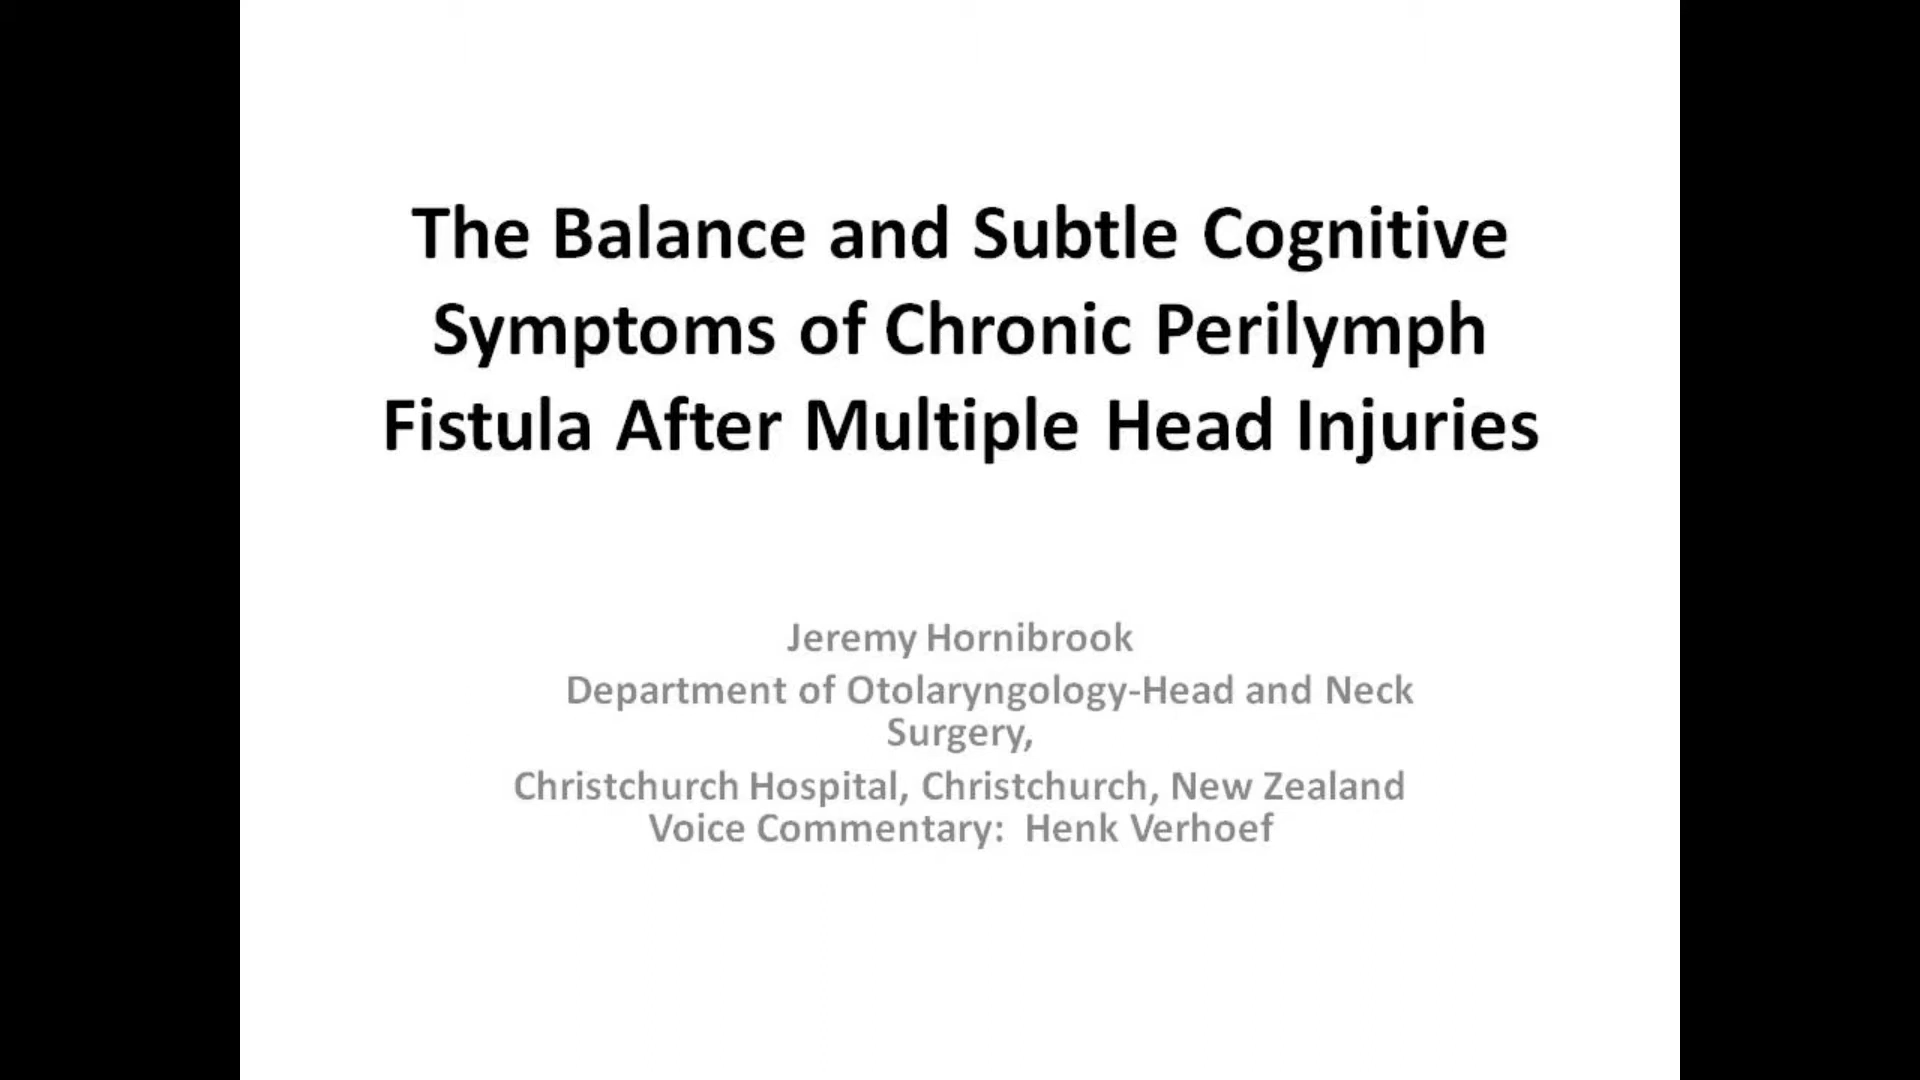 The Balance and Subtle Cognitive
Symptoms of Chronic Perilymph
Fistula After Multiple Head Injuries
Jeremy Hornibrook
Department of Otolaryngology-Head and Neck
Surgery,
Christchurch Hospital, Christchurch, New Zealand
Voice Commentary: Henk Verhoef